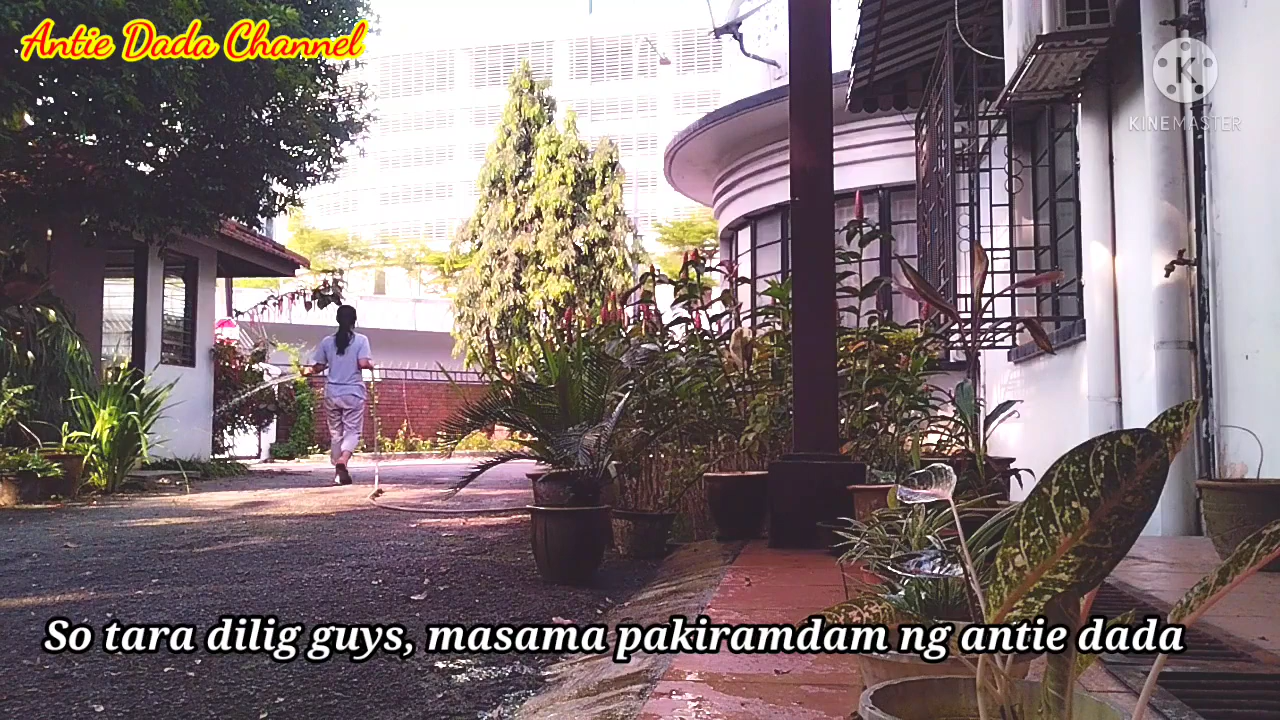 Antie Dada Channel
KINEMASTER
So tara dilig guys, masama pakiramdam ng antie dada